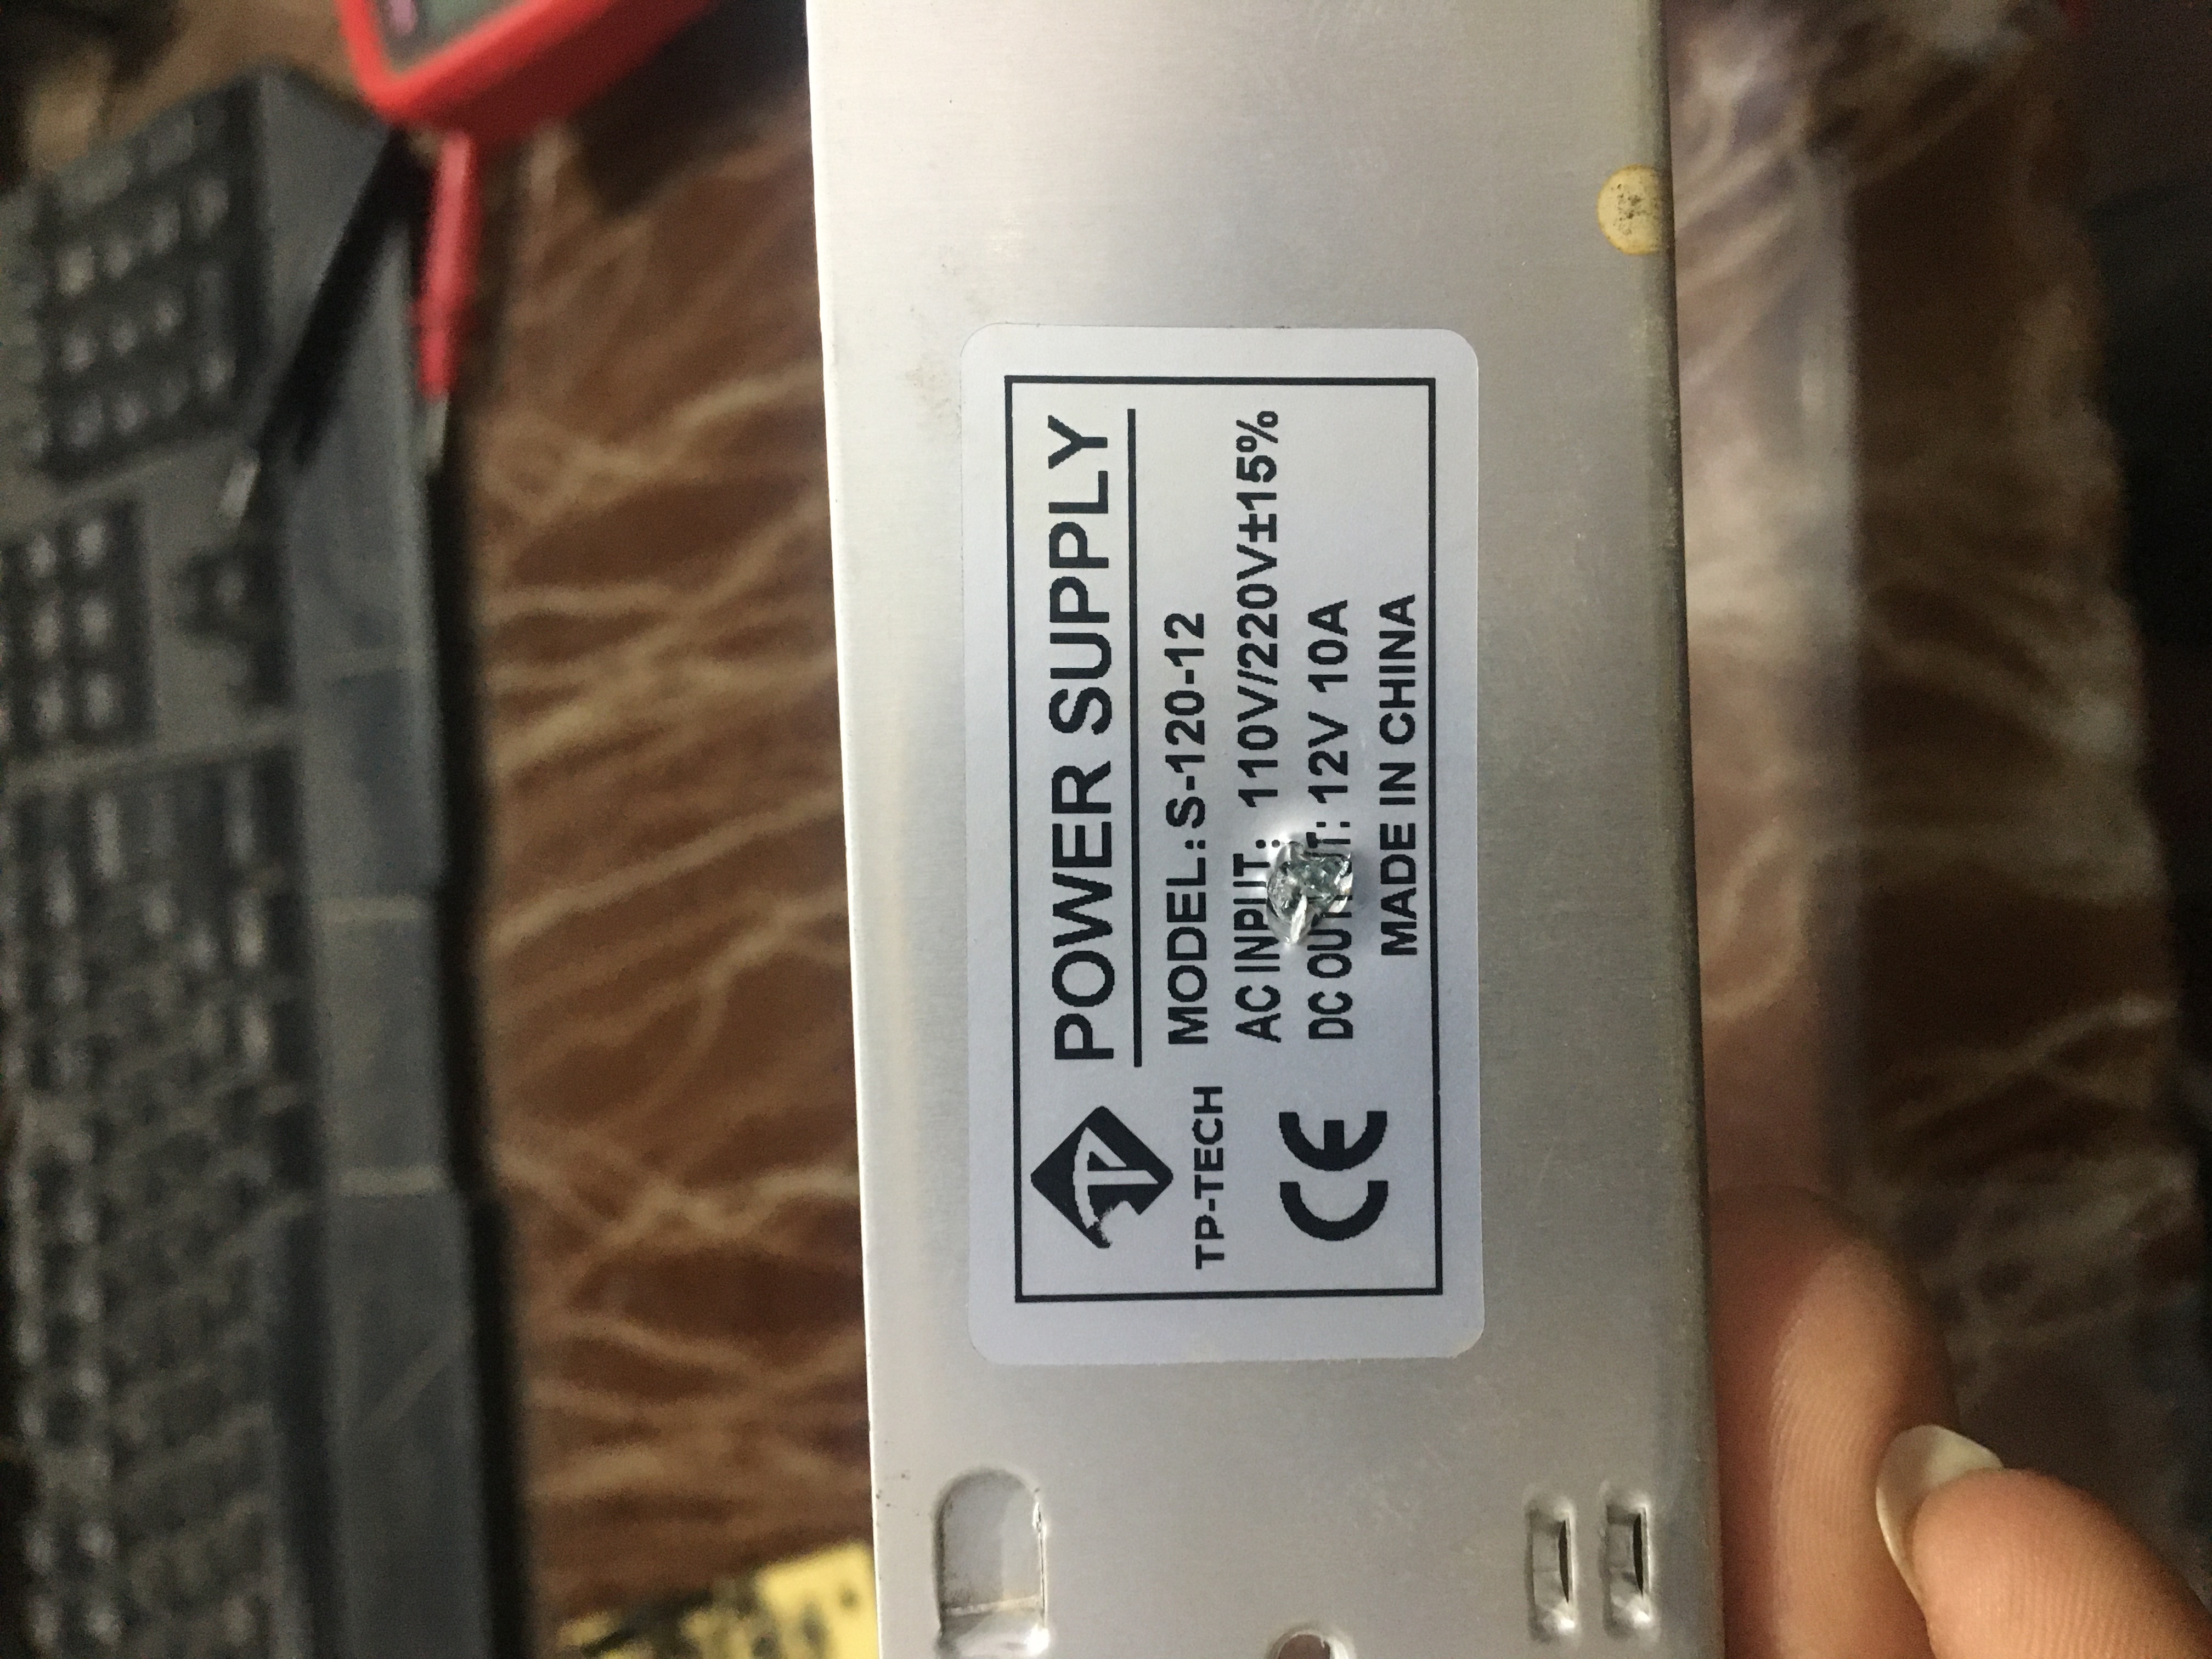 POWER SUPPLY
TP-TECH
MODEL: S-120-12
AC INPUT: 110V/220V±15%
DC OUTPUT: 12V 10A
MADE IN CHINA
CE